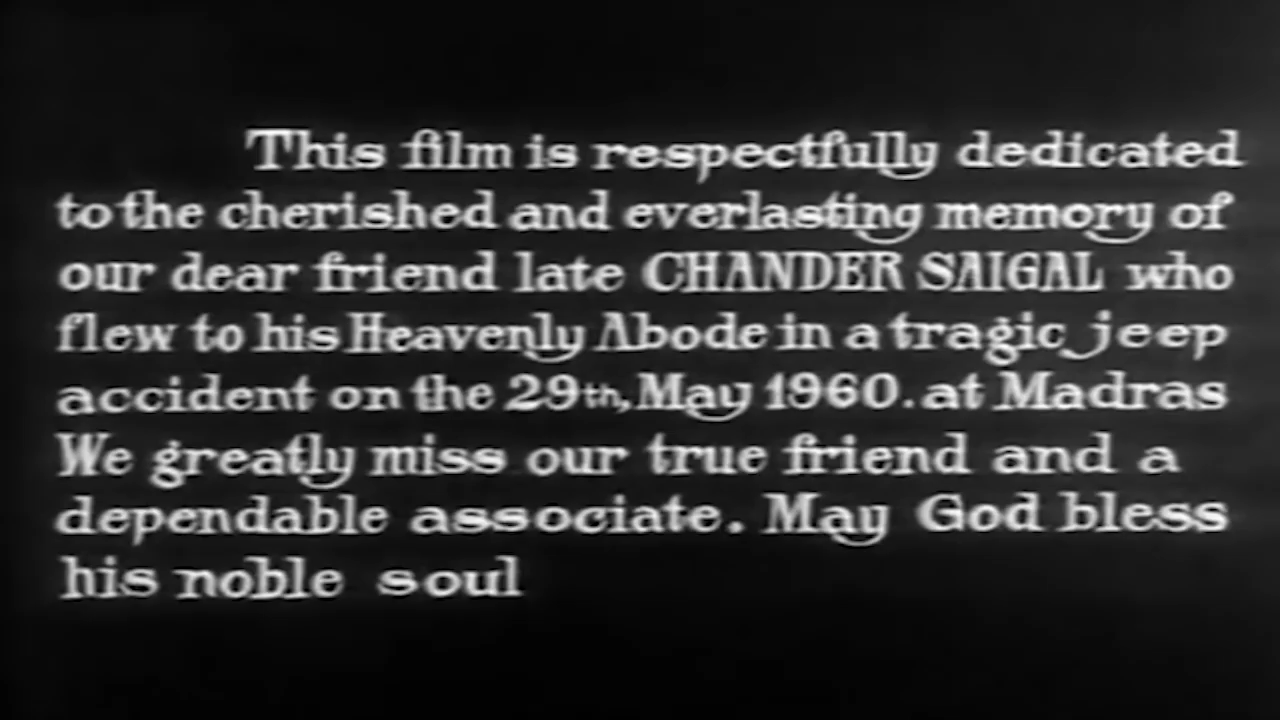 This film is respectfully dedicated
to the cherished and everlasting memory of
our dear friend late CHANDER SAIGAL who
flew to his Heavenly Abode in a tragic jeep
accident on the 29th, May 1960. at Madras
We greatly miss our true friend and a
dependable associate. May God bless
his noble soul